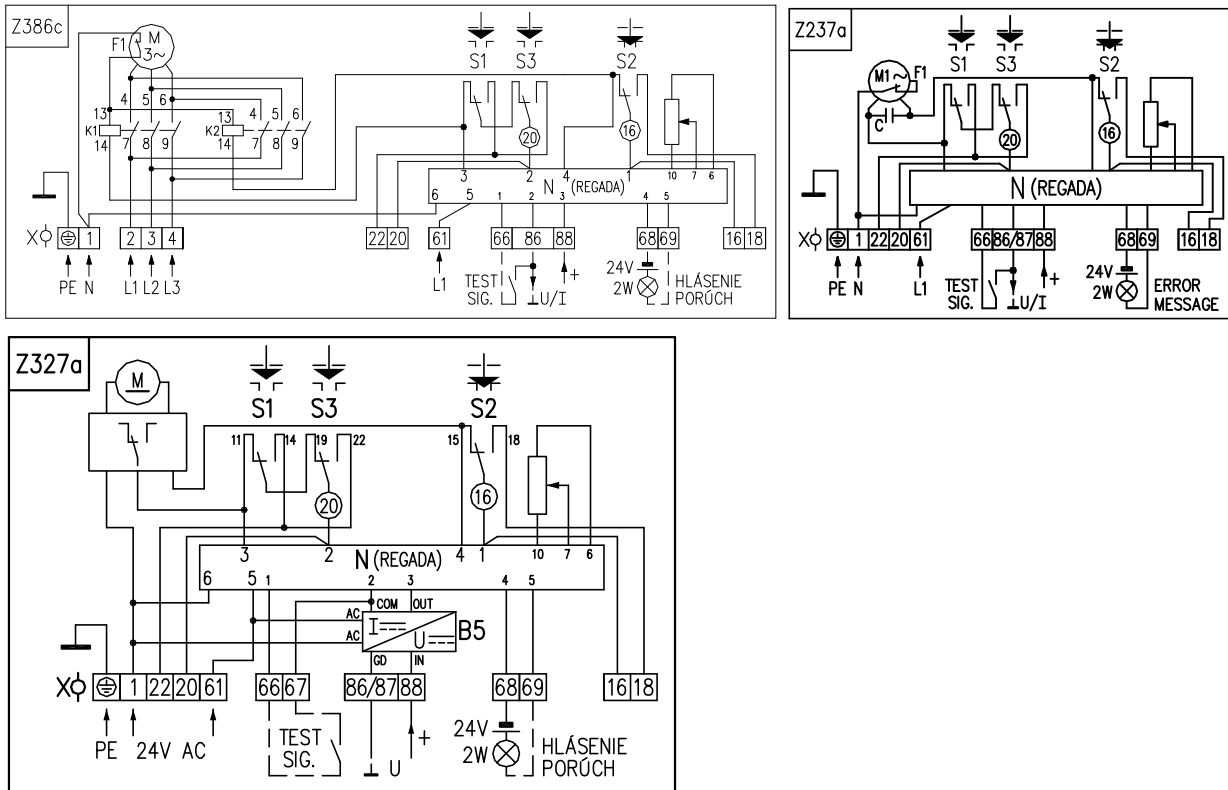 Z386c
S1 S3 S2
F1 M 3~
4 5 6
13 13 4 5 6
K1 K2
14 7 8 9 14 7 8 9
20 16
3 2 4 1 10 7 6
N (REGADA)
6 5 1 2 3 4 5
X 1 2 3 4 22 20 61 66 86 88 68 69 16 18
PE N L1 L2 L3 L1
TEST SIG. U/I +
24V 2W
HLÁSENIE
PORÚCH
Z237a
S1 S3 S2
M1 ~ F1
C
20 16
N (REGADA)
X 1 22 20 61 66 86/87 88 68 69 16 18
PE N L1
TEST SIG. U/I +
24V 2W
ERROR
MESSAGE
Z327a
M
S1 S3 S2
11 14 19 22 15 18
20 16
3 2 4 1 10 7 6
N (REGADA)
6 5 1 2 3 4 5
COM OUT
AC
AC
I U B5
GD IN
X 1 22 20 61 66 67 86/87 88 68 69 16 18
PE 24V AC
TEST
SIG.
U +
24V
2W
HLÁSENIE
PORÚCH